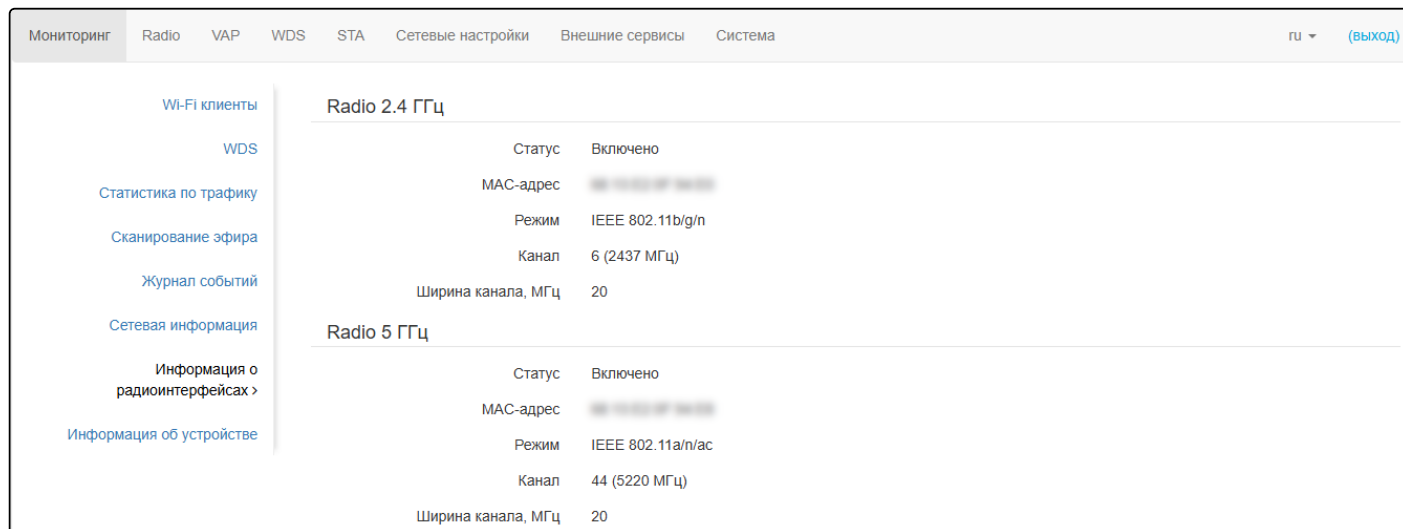 Мониторинг Radio VAP WDS STA Сетевые настройки Внешние сервисы Система ru (выход)
Wi-Fi клиенты
WDS
Статистика по трафику
Сканирование эфира
Журнал событий
Сетевая информация
Информация о
радиоинтерфейсах >
Информация об устройстве
Radio 2.4 ГГц
Статус Включено
MAC-адрес
Режим IEEE 802.11b/g/n
Канал 6 (2437 МГц)
Ширина канала, МГц 20
Radio 5 ГГц
Статус Включено
MAC-адрес
Режим IEEE 802.11a/n/ac
Канал 44 (5220 МГц)
Ширина канала, МГц 20